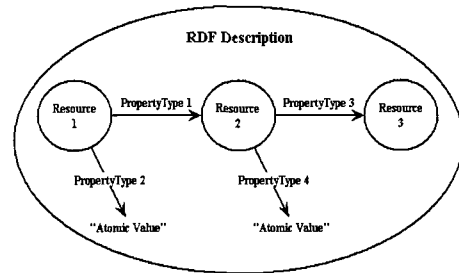 RDF Description
Resource
1
PropertyType 1
Resource
2
PropertyType 3
Resource
3
PropertyType 2
PropertyType 4
"Atomic Value"
"Atomic Value"